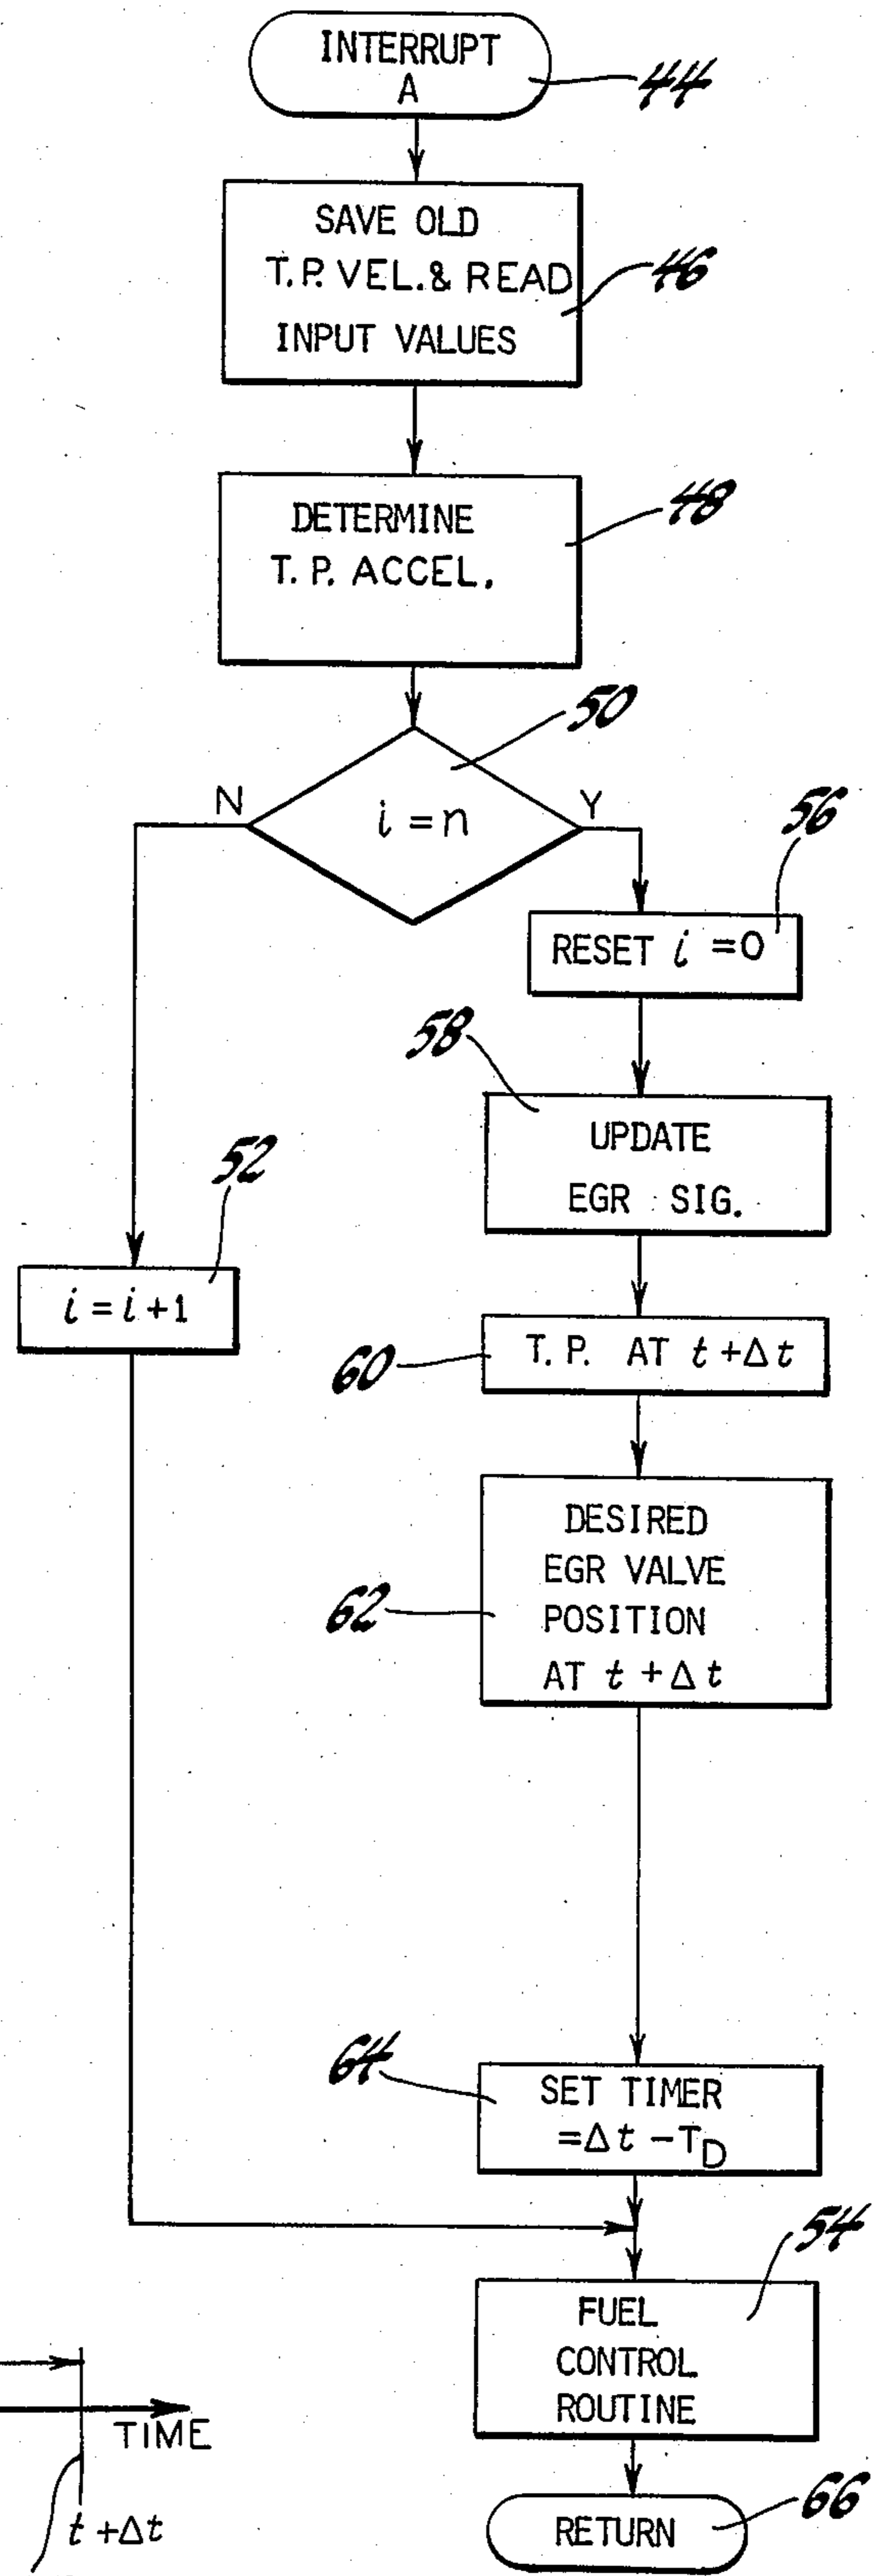 INTERRUPT
A
44
SAVE OLD
T.P. VEL.& READ
INPUT VALUES
46
DETERMINE
T. P. ACCEL.
48
50
N
i = n
Y
56
RESET i = 0
58
UPDATE
EGR SIG.
52
i = i + 1
T. P. AT t + Δt
60
DESIRED
EGR VALVE
POSITION
AT t + Δt
62
64
SET TIMER
= Δt - TD
54
FUEL
CONTROL
ROUTINE
TIME
t + Δt
66
RETURN